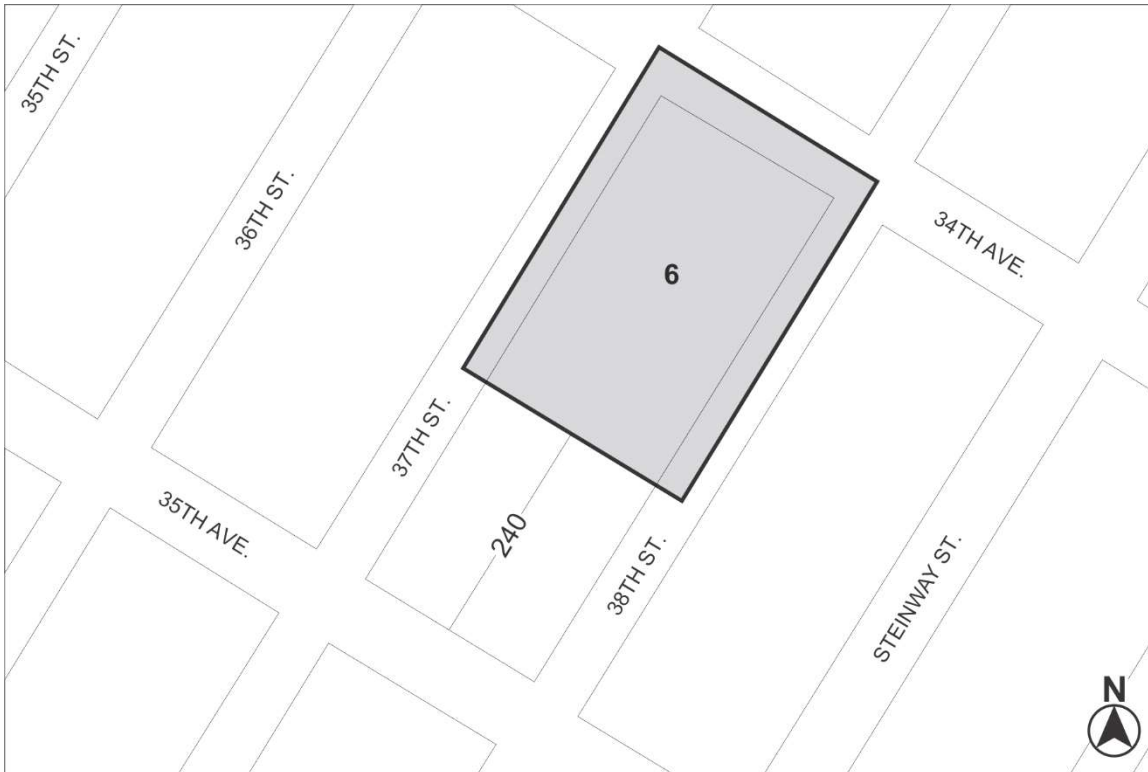 35TH ST.
36TH ST.
34TH AVE.
6
37TH ST.
35TH AVE.
240
38TH ST.
STEINWAY ST.
N